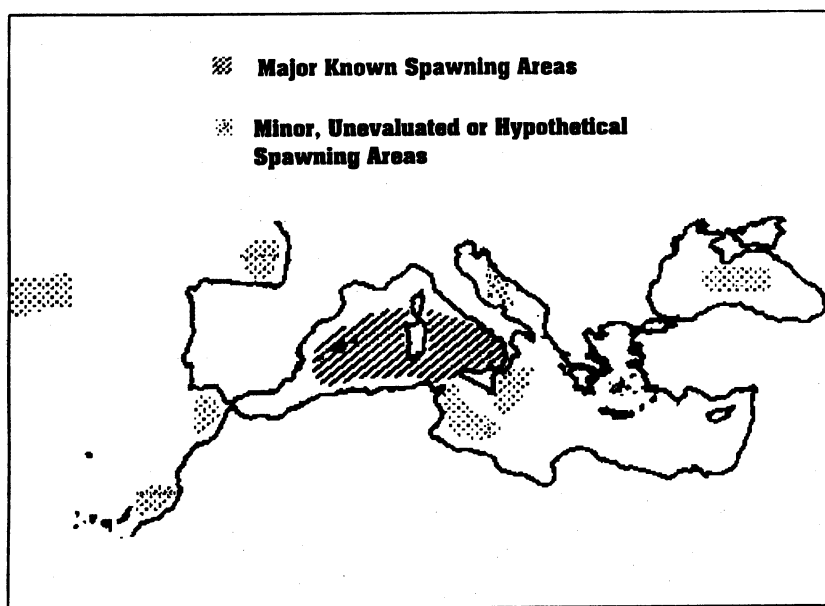 Major Known Spawning Areas
Minor, Unevaluated or Hypothetical
Spawning Areas